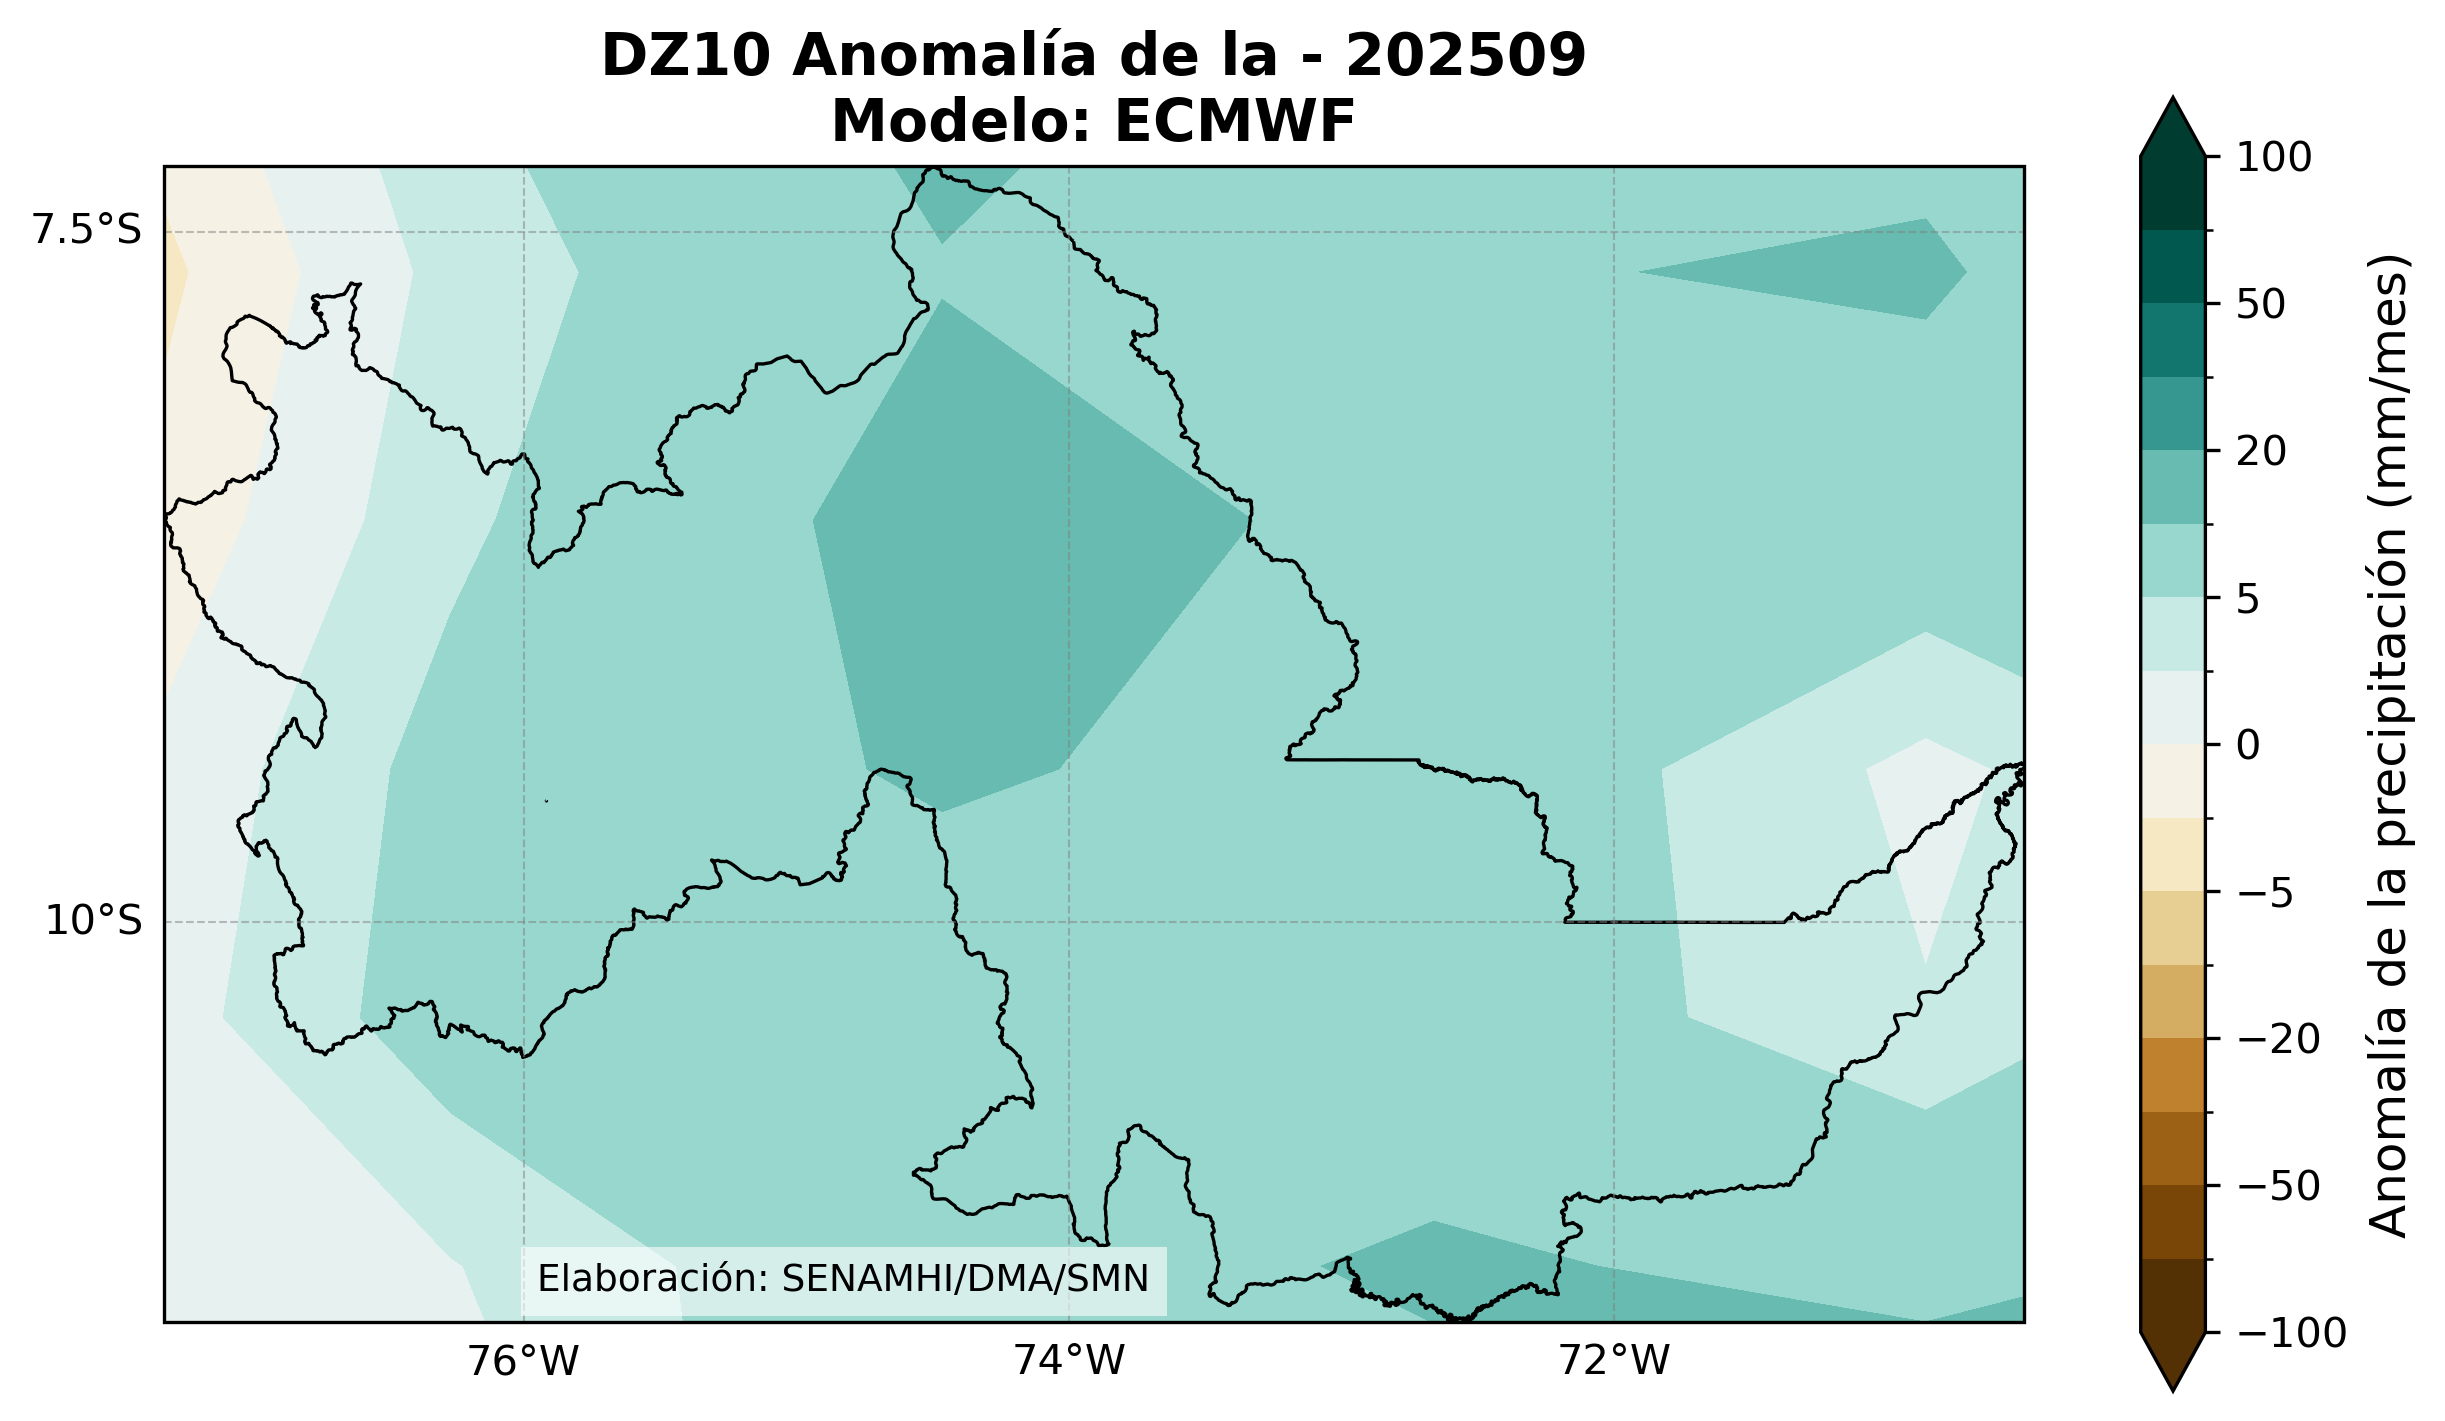 DZ10 Anomalía de la - 202509
Modelo: ECMWF
7.5°S
10°S
76°W
74°W
72°W
Elaboración: SENAMHI/DMA/SMN
100
50
20
5
0
−5
−20
−50
−100
Anomalía de la precipitación (mm/mes)